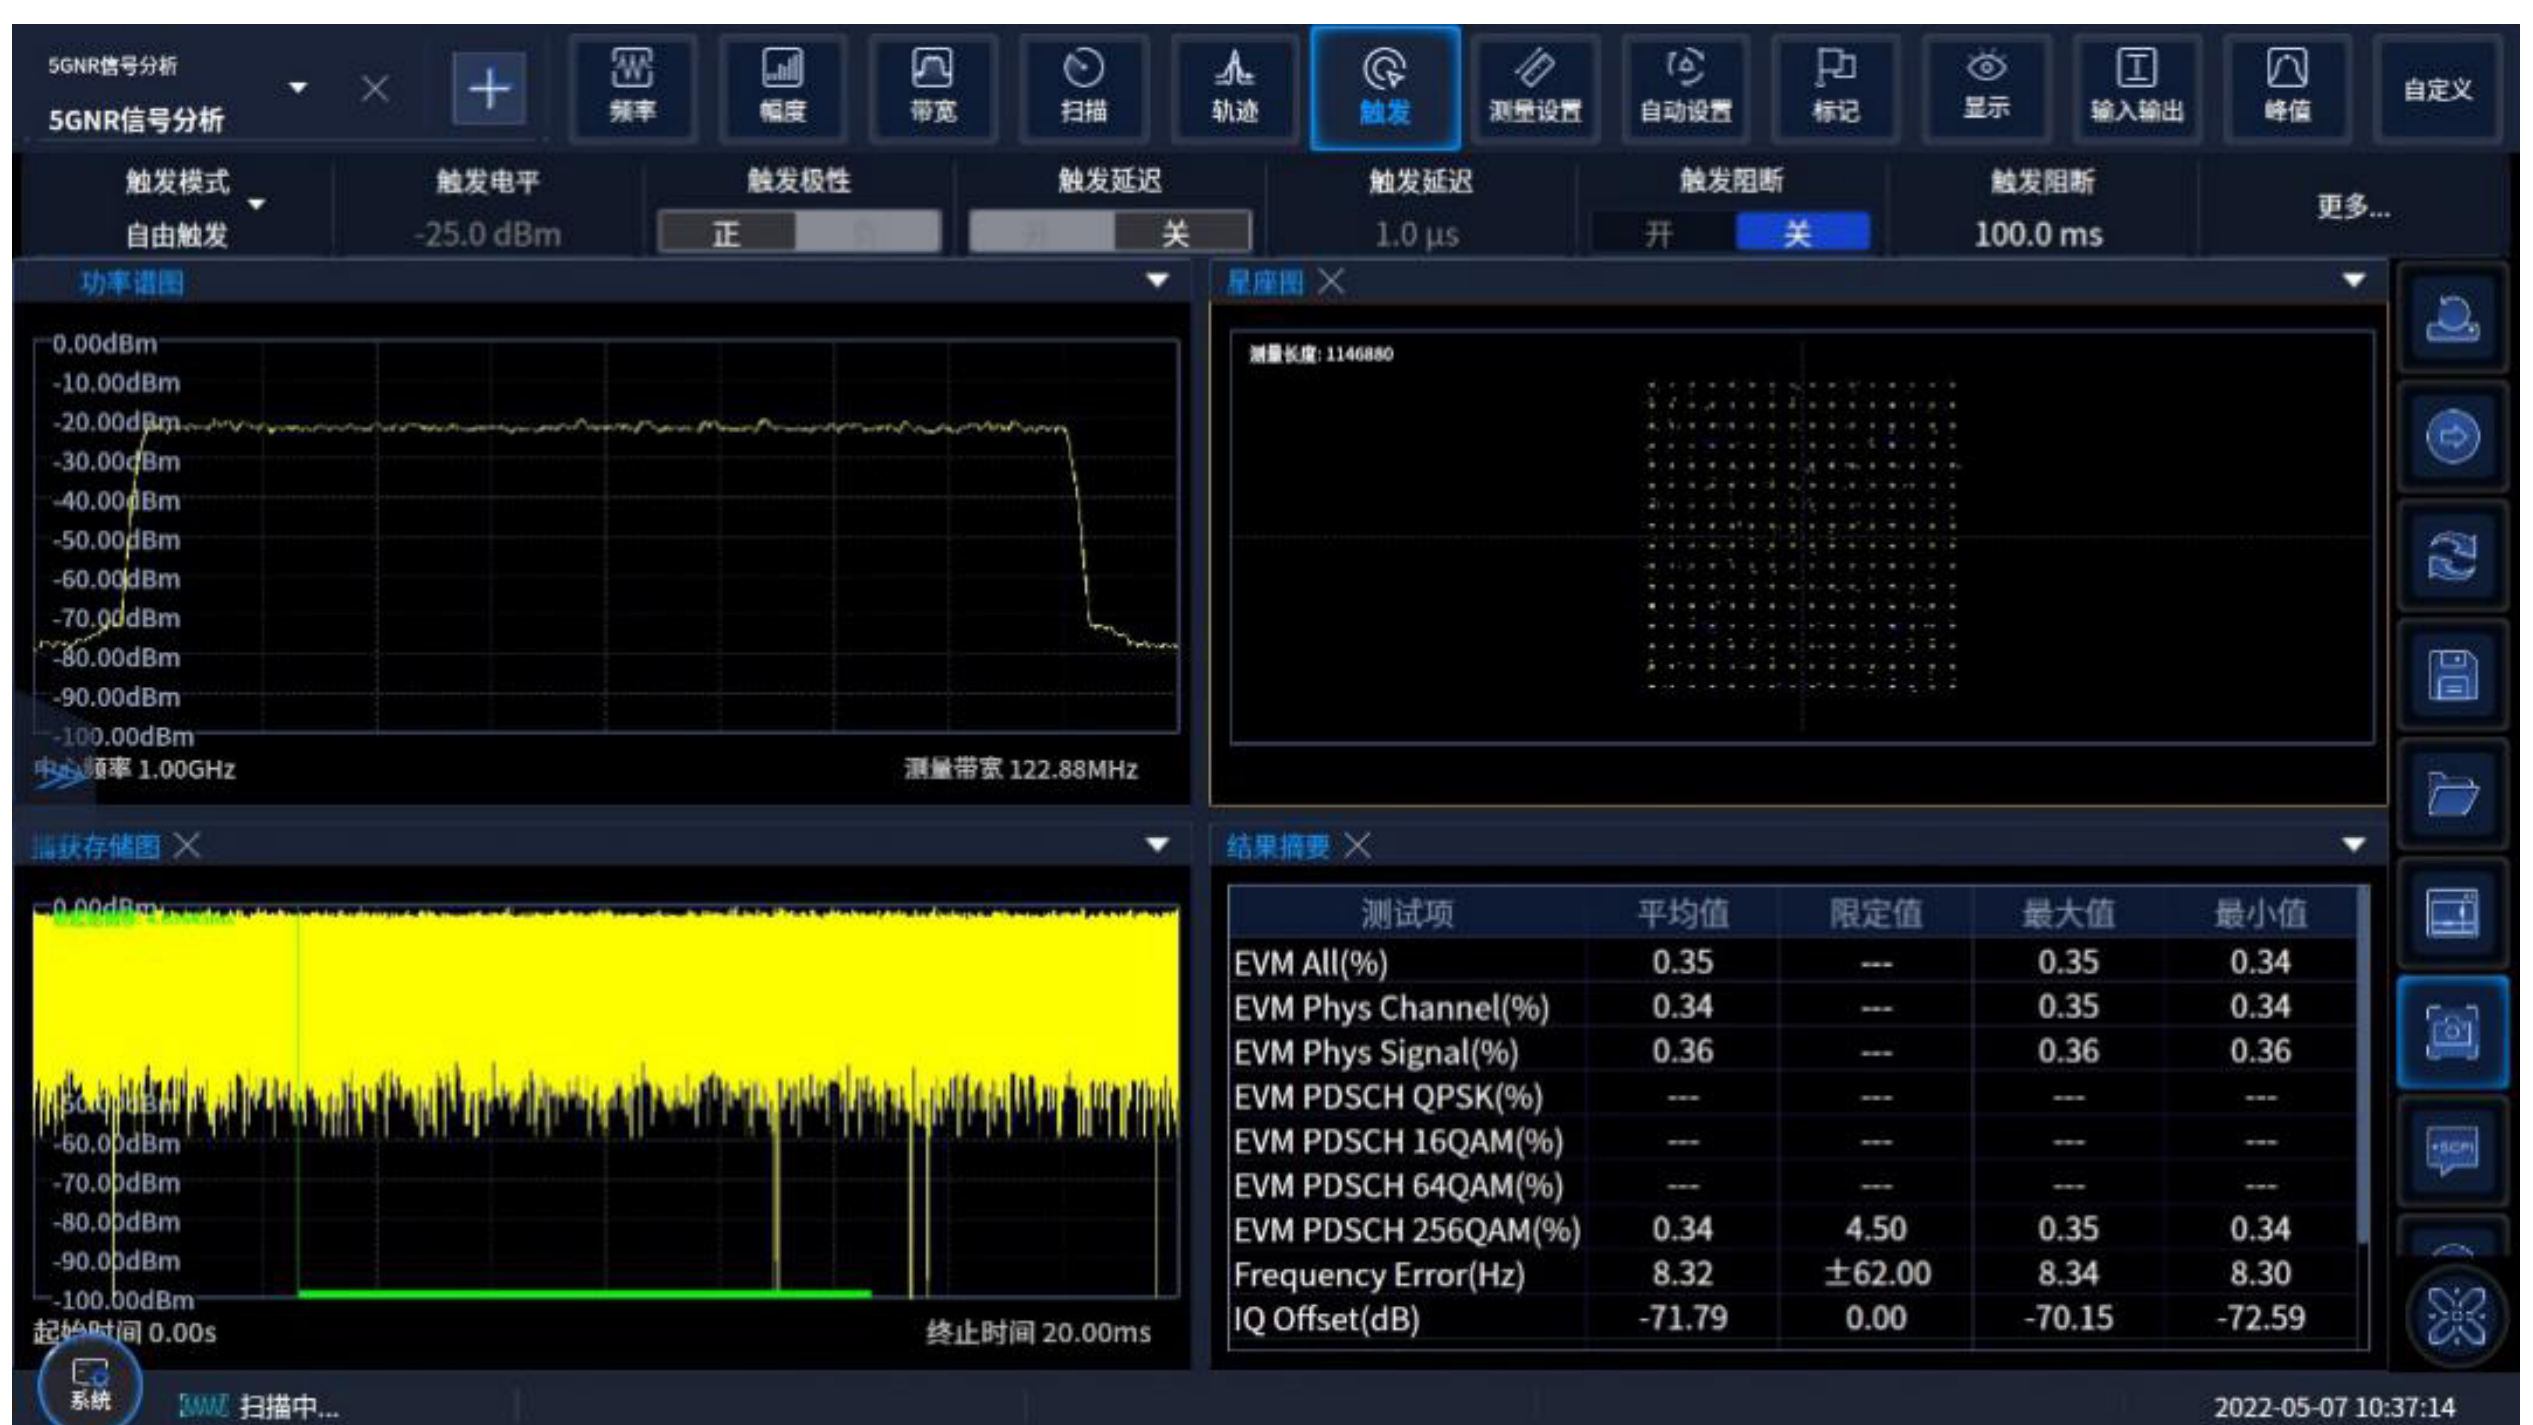 5GNR信号分析
5GNR信号分析
频率
幅度
带宽
扫描
轨迹
触发
测量设置
自动设置
标记
显示
输入输出
峰值
自定义
触发模式
自由触发
触发电平
-25.0 dBm
触发极性
正
触发延迟
开 关
触发延迟
1.0 μs
触发阻断
开 关
触发阻断
100.0 ms
更多...
功率谱图
0.00dBm
-10.00dBm
-20.00dBm
-30.00dBm
-40.00dBm
-50.00dBm
-60.00dBm
-70.00dBm
-80.00dBm
-90.00dBm
-100.00dBm
中心频率 1.00GHz
测量带宽 122.88MHz
星座图
测量长度: 1146880
捕获存储图
0.00dBm
-60.00dBm
-70.00dBm
-80.00dBm
-90.00dBm
-100.00dBm
起始时间 0.00s
终止时间 20.00ms
结果摘要
测试项 平均值 限定值 最大值 最小值
EVM All(%) 0.35 --- 0.35 0.34
EVM Phys Channel(%) 0.34 --- 0.35 0.34
EVM Phys Signal(%) 0.36 --- 0.36 0.36
EVM PDSCH QPSK(%) --- --- --- ---
EVM PDSCH 16QAM(%) --- --- --- ---
EVM PDSCH 64QAM(%) --- --- --- ---
EVM PDSCH 256QAM(%) 0.34 4.50 0.35 0.34
Frequency Error(Hz) 8.32 ±62.00 8.34 8.30
IQ Offset(dB) -71.79 0.00 -70.15 -72.59
+SCPI
系统
扫描中...
2022-05-07 10:37:14